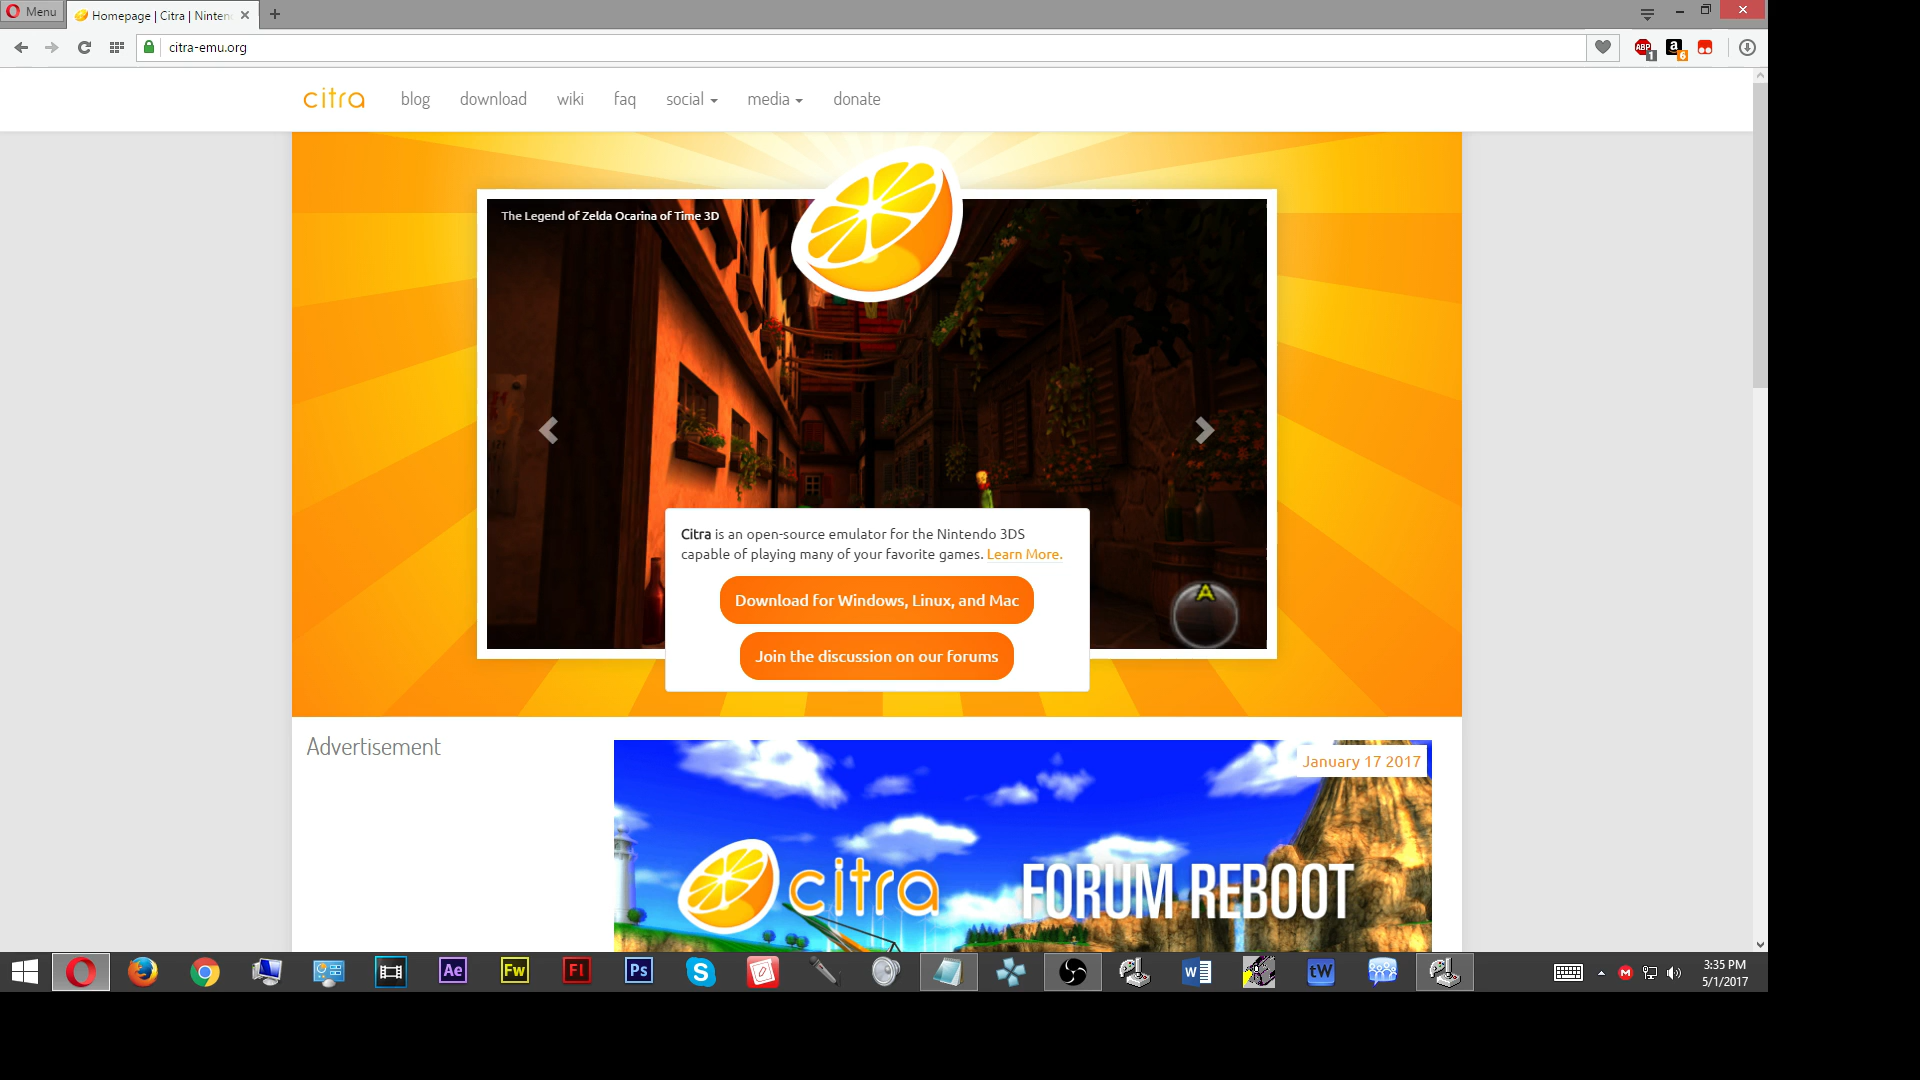 Menu
Homepage | Citra | Ninten
citra-emu.org
ABP
1
a
6
citra
blog
download
wiki
faq
social
media
donate
The Legend of Zelda Ocarina of Time 3D
A
Citra is an open-source emulator for the Nintendo 3DS
capable of playing many of your favorite games. Learn More.
Download for Windows, Linux, and Mac
Join the discussion on our forums
Advertisement
January 17 2017
citra
FORUM REBOOT
Ae
Fw
Fl
Ps
S
W
tW
M
3:35 PM
5/1/2017